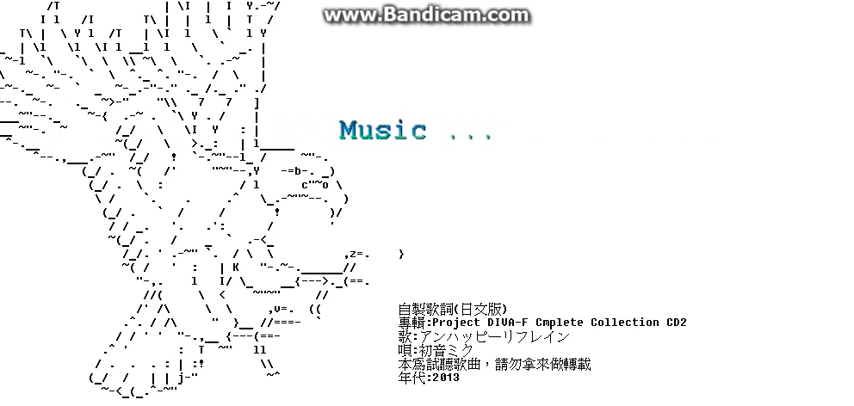 www.Bandicam.com
Music ...
自製歌詞(日文版)
專輯:Project DIVA-F Cmplete Collection CD2
歌:アンハッピーリフレイン
唄:初音ミク
本為試聽歌曲，請勿拿來做轉載
年代:2013